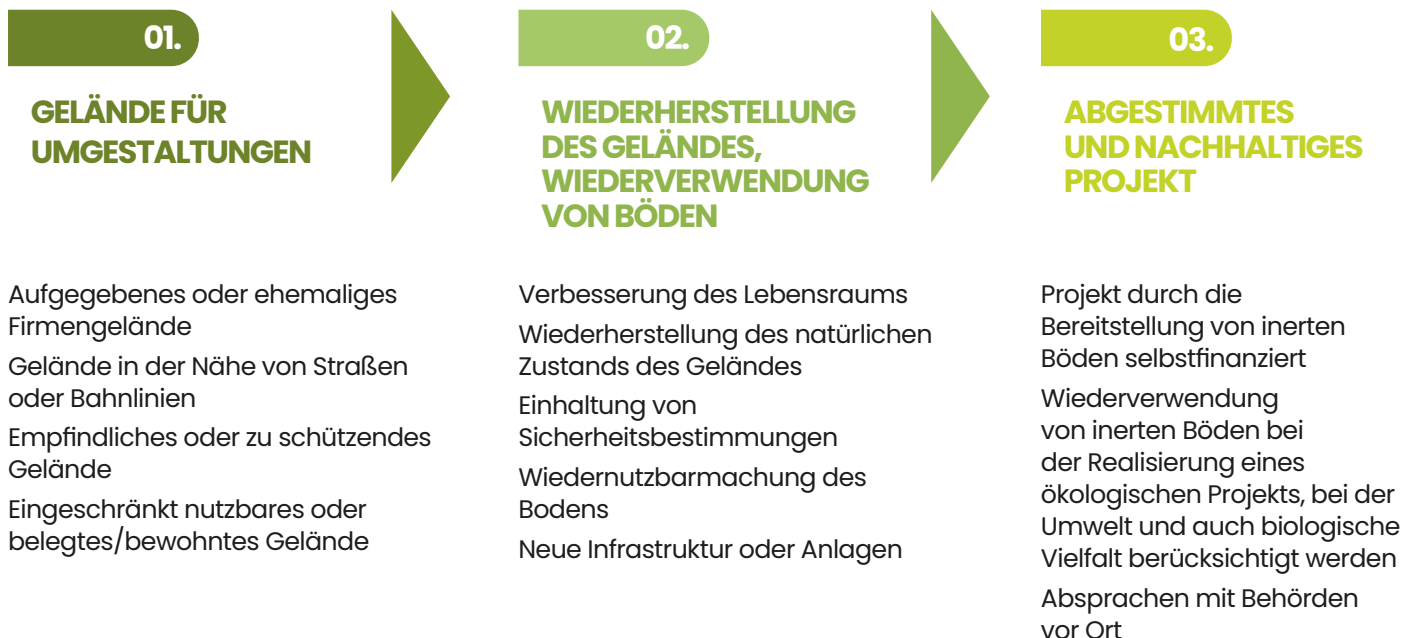 01.
GELÄNDE FÜR
UMGESTALTUNGEN
Aufgegebenes oder ehemaliges
Firmengelände
Gelände in der Nähe von Straßen
oder Bahnlinien
Empfindliches oder zu schützendes
Gelände
Eingeschränkt nutzbares oder
belegtes/bewohntes Gelände
02.
WIEDERHERSTELLUNG
DES GELÄNDES,
WIEDERVERWENDUNG
VON BÖDEN
Verbesserung des Lebensraums
Wiederherstellung des natürlichen
Zustands des Geländes
Einhaltung von
Sicherheitsbestimmungen
Wiedernutzbarmachung des
Bodens
Neue Infrastruktur oder Anlagen
03.
ABGESTIMMTES
UND NACHHALTIGES
PROJEKT
Projekt durch die
Bereitstellung von inerten
Böden selbstfinanziert
Wiederverwendung
von inerten Böden bei
der Realisierung eines
ökologischen Projekts, bei der
Umwelt und auch biologische
Vielfalt berücksichtigt werden
Absprachen mit Behörden
vor Ort